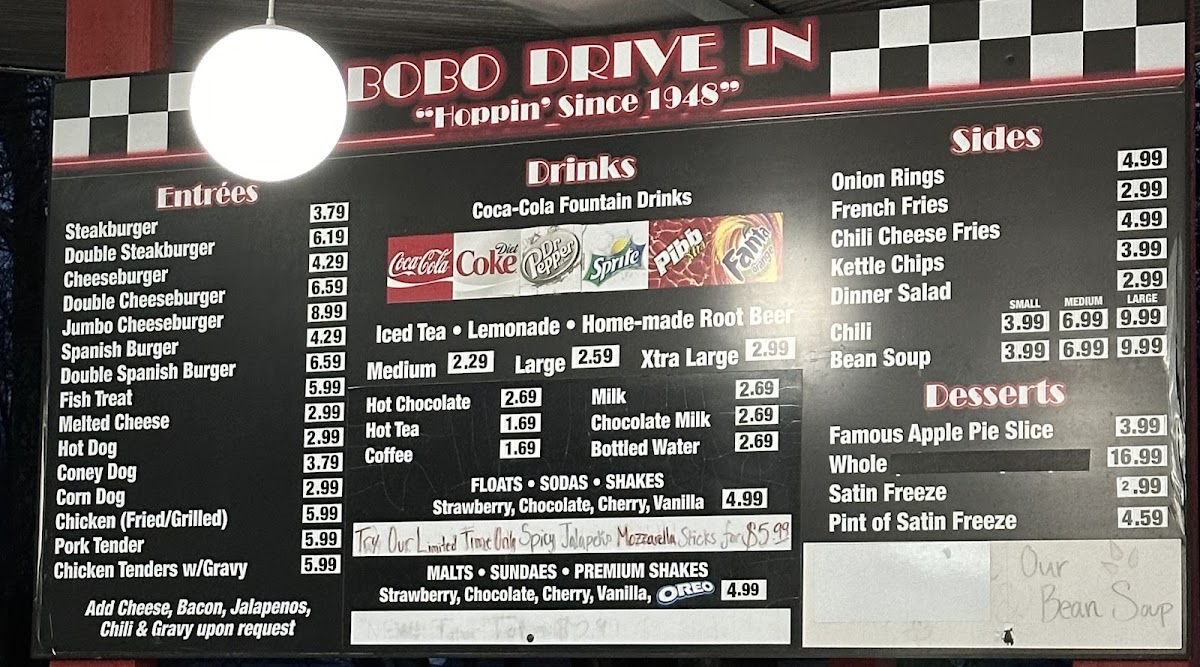 BOBO DRIVE IN
"Hoppin' Since 1948"
Entrées
Steakburger 3.79
Double Steakburger 6.19
Cheeseburger 4.29
Double Cheeseburger 6.59
Jumbo Cheeseburger 8.99
Spanish Burger 4.29
Double Spanish Burger 6.59
Fish Treat 5.99
Melted Cheese 2.99
Hot Dog 2.99
Coney Dog 3.79
Corn Dog 2.99
Chicken (Fried/Grilled) 5.99
Pork Tender 5.99
Chicken Tenders w/Gravy 5.99
Add Cheese, Bacon, Jalapenos,
Chili & Gravy upon request
Drinks
Coca-Cola Fountain Drinks
Coca-Cola Diet Coke Dr Pepper Sprite Pibb Xtra Fanta orange
Iced Tea • Lemonade • Home-made Root Beer
Medium 2.29 Large 2.59 Xtra Large 2.99
Hot Chocolate 2.69 Milk 2.69
Hot Tea 1.69 Chocolate Milk 2.69
Coffee 1.69 Bottled Water 2.69
FLOATS • SODAS • SHAKES
Strawberry, Chocolate, Cherry, Vanilla 4.99
Try Our Limited Time Only Spicy Jalapeño Mozzarella Sticks for $5.99
MALTS • SUNDAES • PREMIUM SHAKES
Strawberry, Chocolate, Cherry, Vanilla, OREO 4.99
Sides
Onion Rings 4.99
French Fries 2.99
Chili Cheese Fries 4.99
Kettle Chips 3.99
Dinner Salad 2.99
SMALL MEDIUM LARGE
Chili 3.99 6.99 9.99
Bean Soup 3.99 6.99 9.99
Desserts
Famous Apple Pie Slice 3.99
Whole 16.99
Satin Freeze 2.99
Pint of Satin Freeze 4.59
Our
Bean Soup